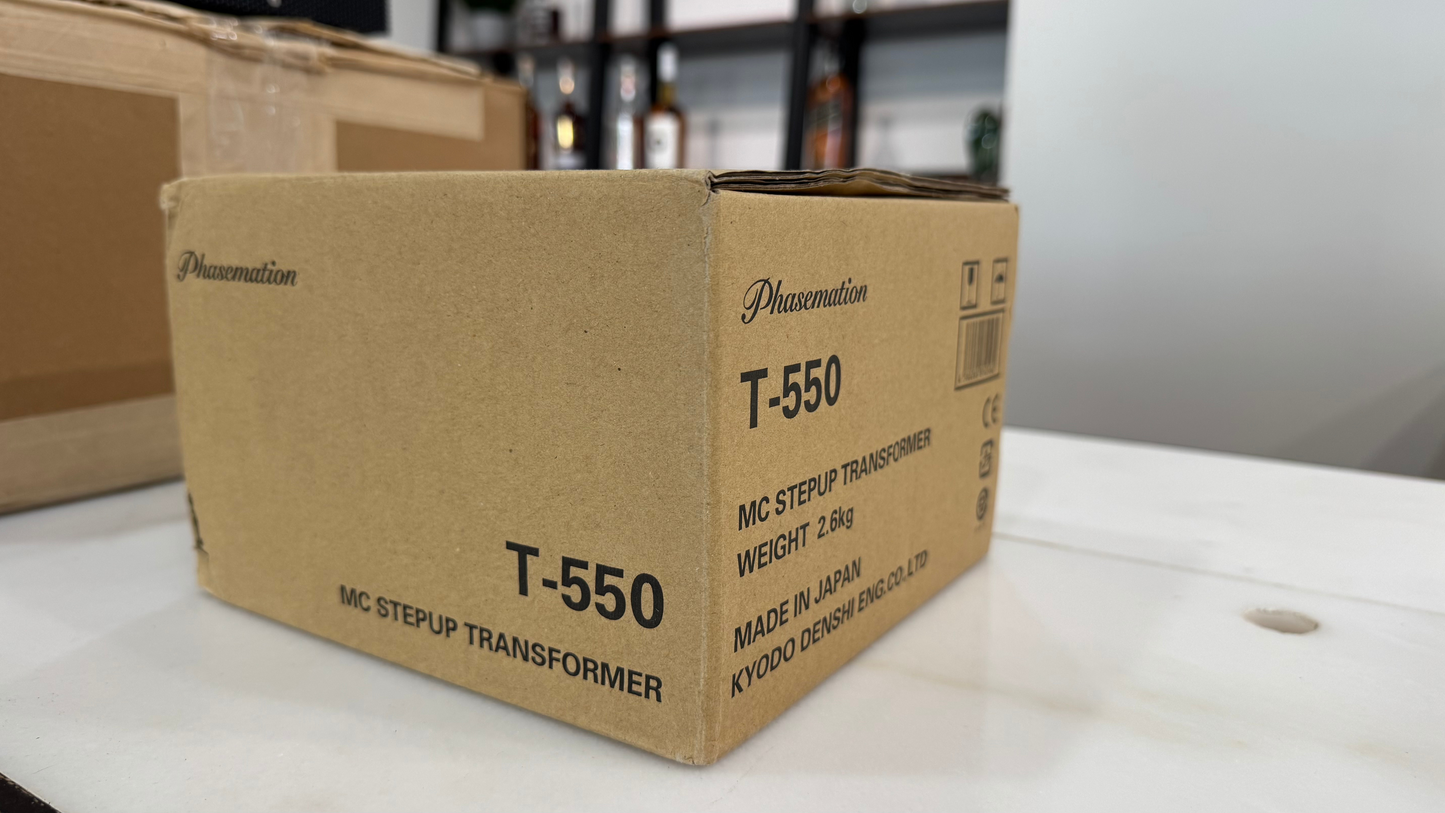 Phasemation
T-550
MC STEPUP TRANSFORMER
Phasemation
T-550
MC STEPUP TRANSFORMER
WEIGHT 2.6kg
MADE IN JAPAN
KYODO DENSHI ENG.CO.,LTD
CE